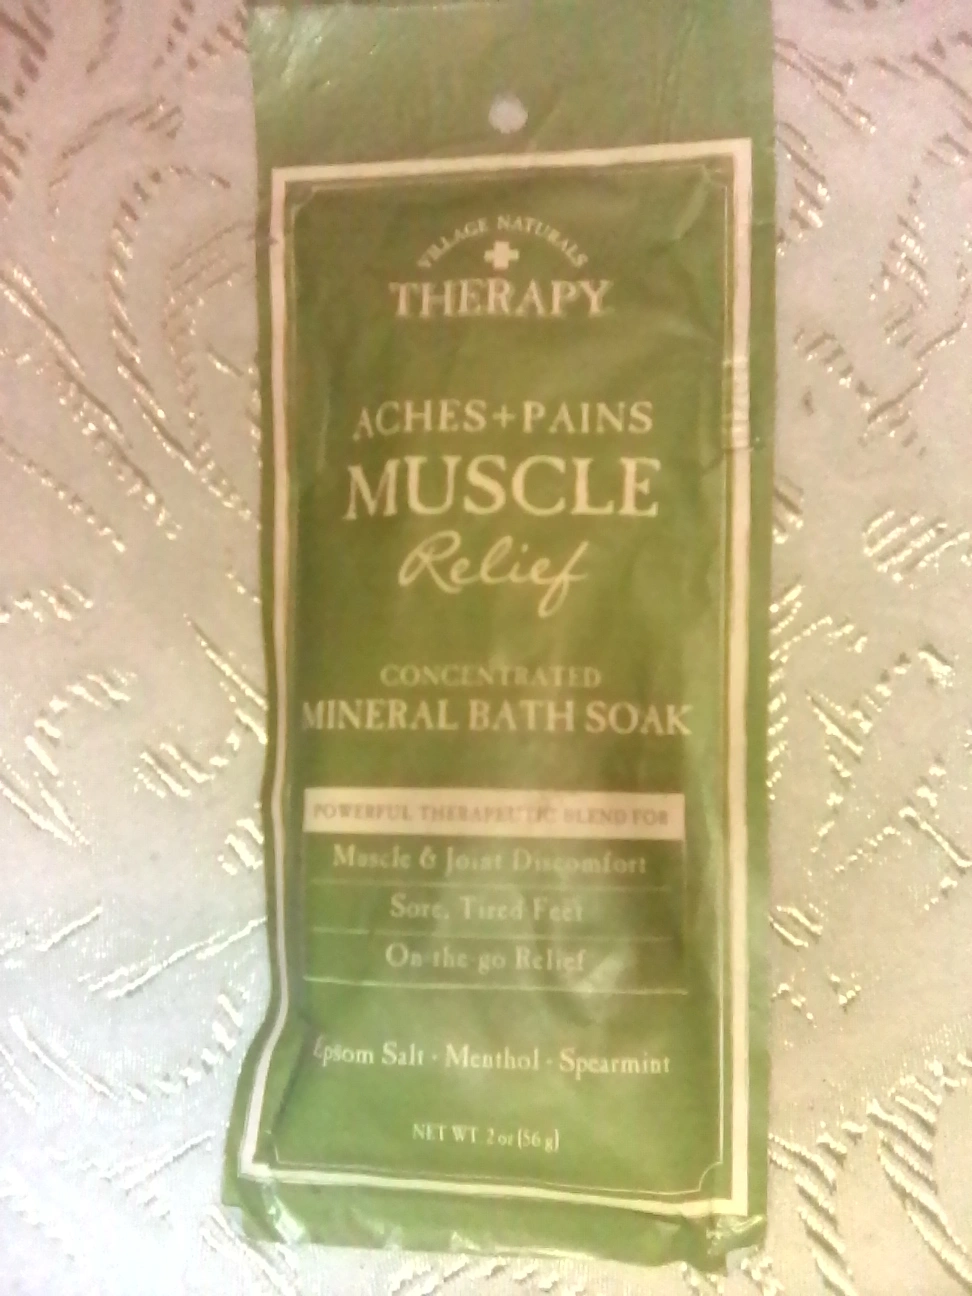 VILLAGE NATURALS
THERAPY
ACHES+PAINS
MUSCLE
Relief
CONCENTRATED
MINERAL BATH SOAK
POWERFUL THERAPEUTIC BLEND FOR
Muscle & Joint Discomfort
Sore, Tired Feet
On-the-go Relief
Epsom Salt · Menthol · Spearmint
NET WT. 2 oz (56 g)